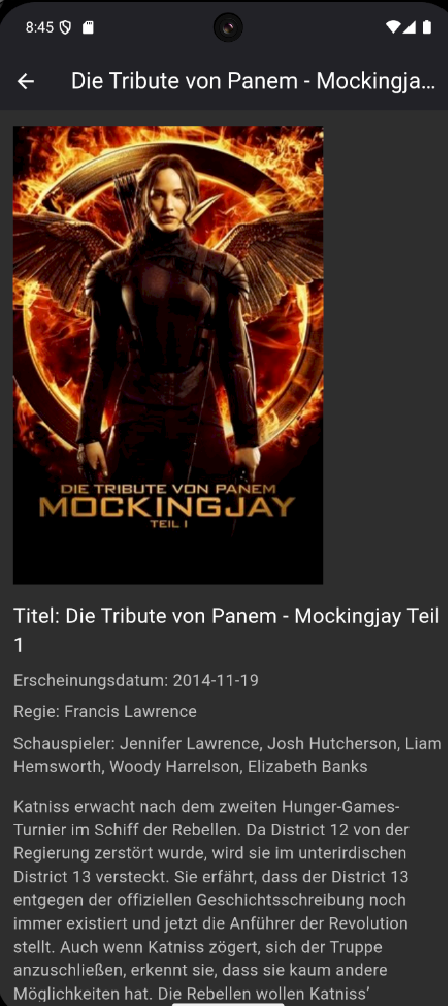 8:45
Die Tribute von Panem - Mockingja...
DIE TRIBUTE VON PANEM
MOCKINGJAY
TEIL I
Titel: Die Tribute von Panem - Mockingjay Teil
1
Erscheinungsdatum: 2014-11-19
Regie: Francis Lawrence
Schauspieler: Jennifer Lawrence, Josh Hutcherson, Liam
Hemsworth, Woody Harrelson, Elizabeth Banks
Katniss erwacht nach dem zweiten Hunger-Games-
Turnier im Schiff der Rebellen. Da District 12 von der
Regierung zerstört wurde, wird sie im unterirdischen
District 13 versteckt. Sie erfährt, dass der District 13
entgegen der offiziellen Geschichtsschreibung noch
immer existiert und jetzt die Anführer der Revolution
stellt. Auch wenn Katniss zögert, sich der Truppe
anzuschließen, erkennt sie, dass sie kaum andere
Möglichkeiten hat. Die Rebellen wollen Katniss’